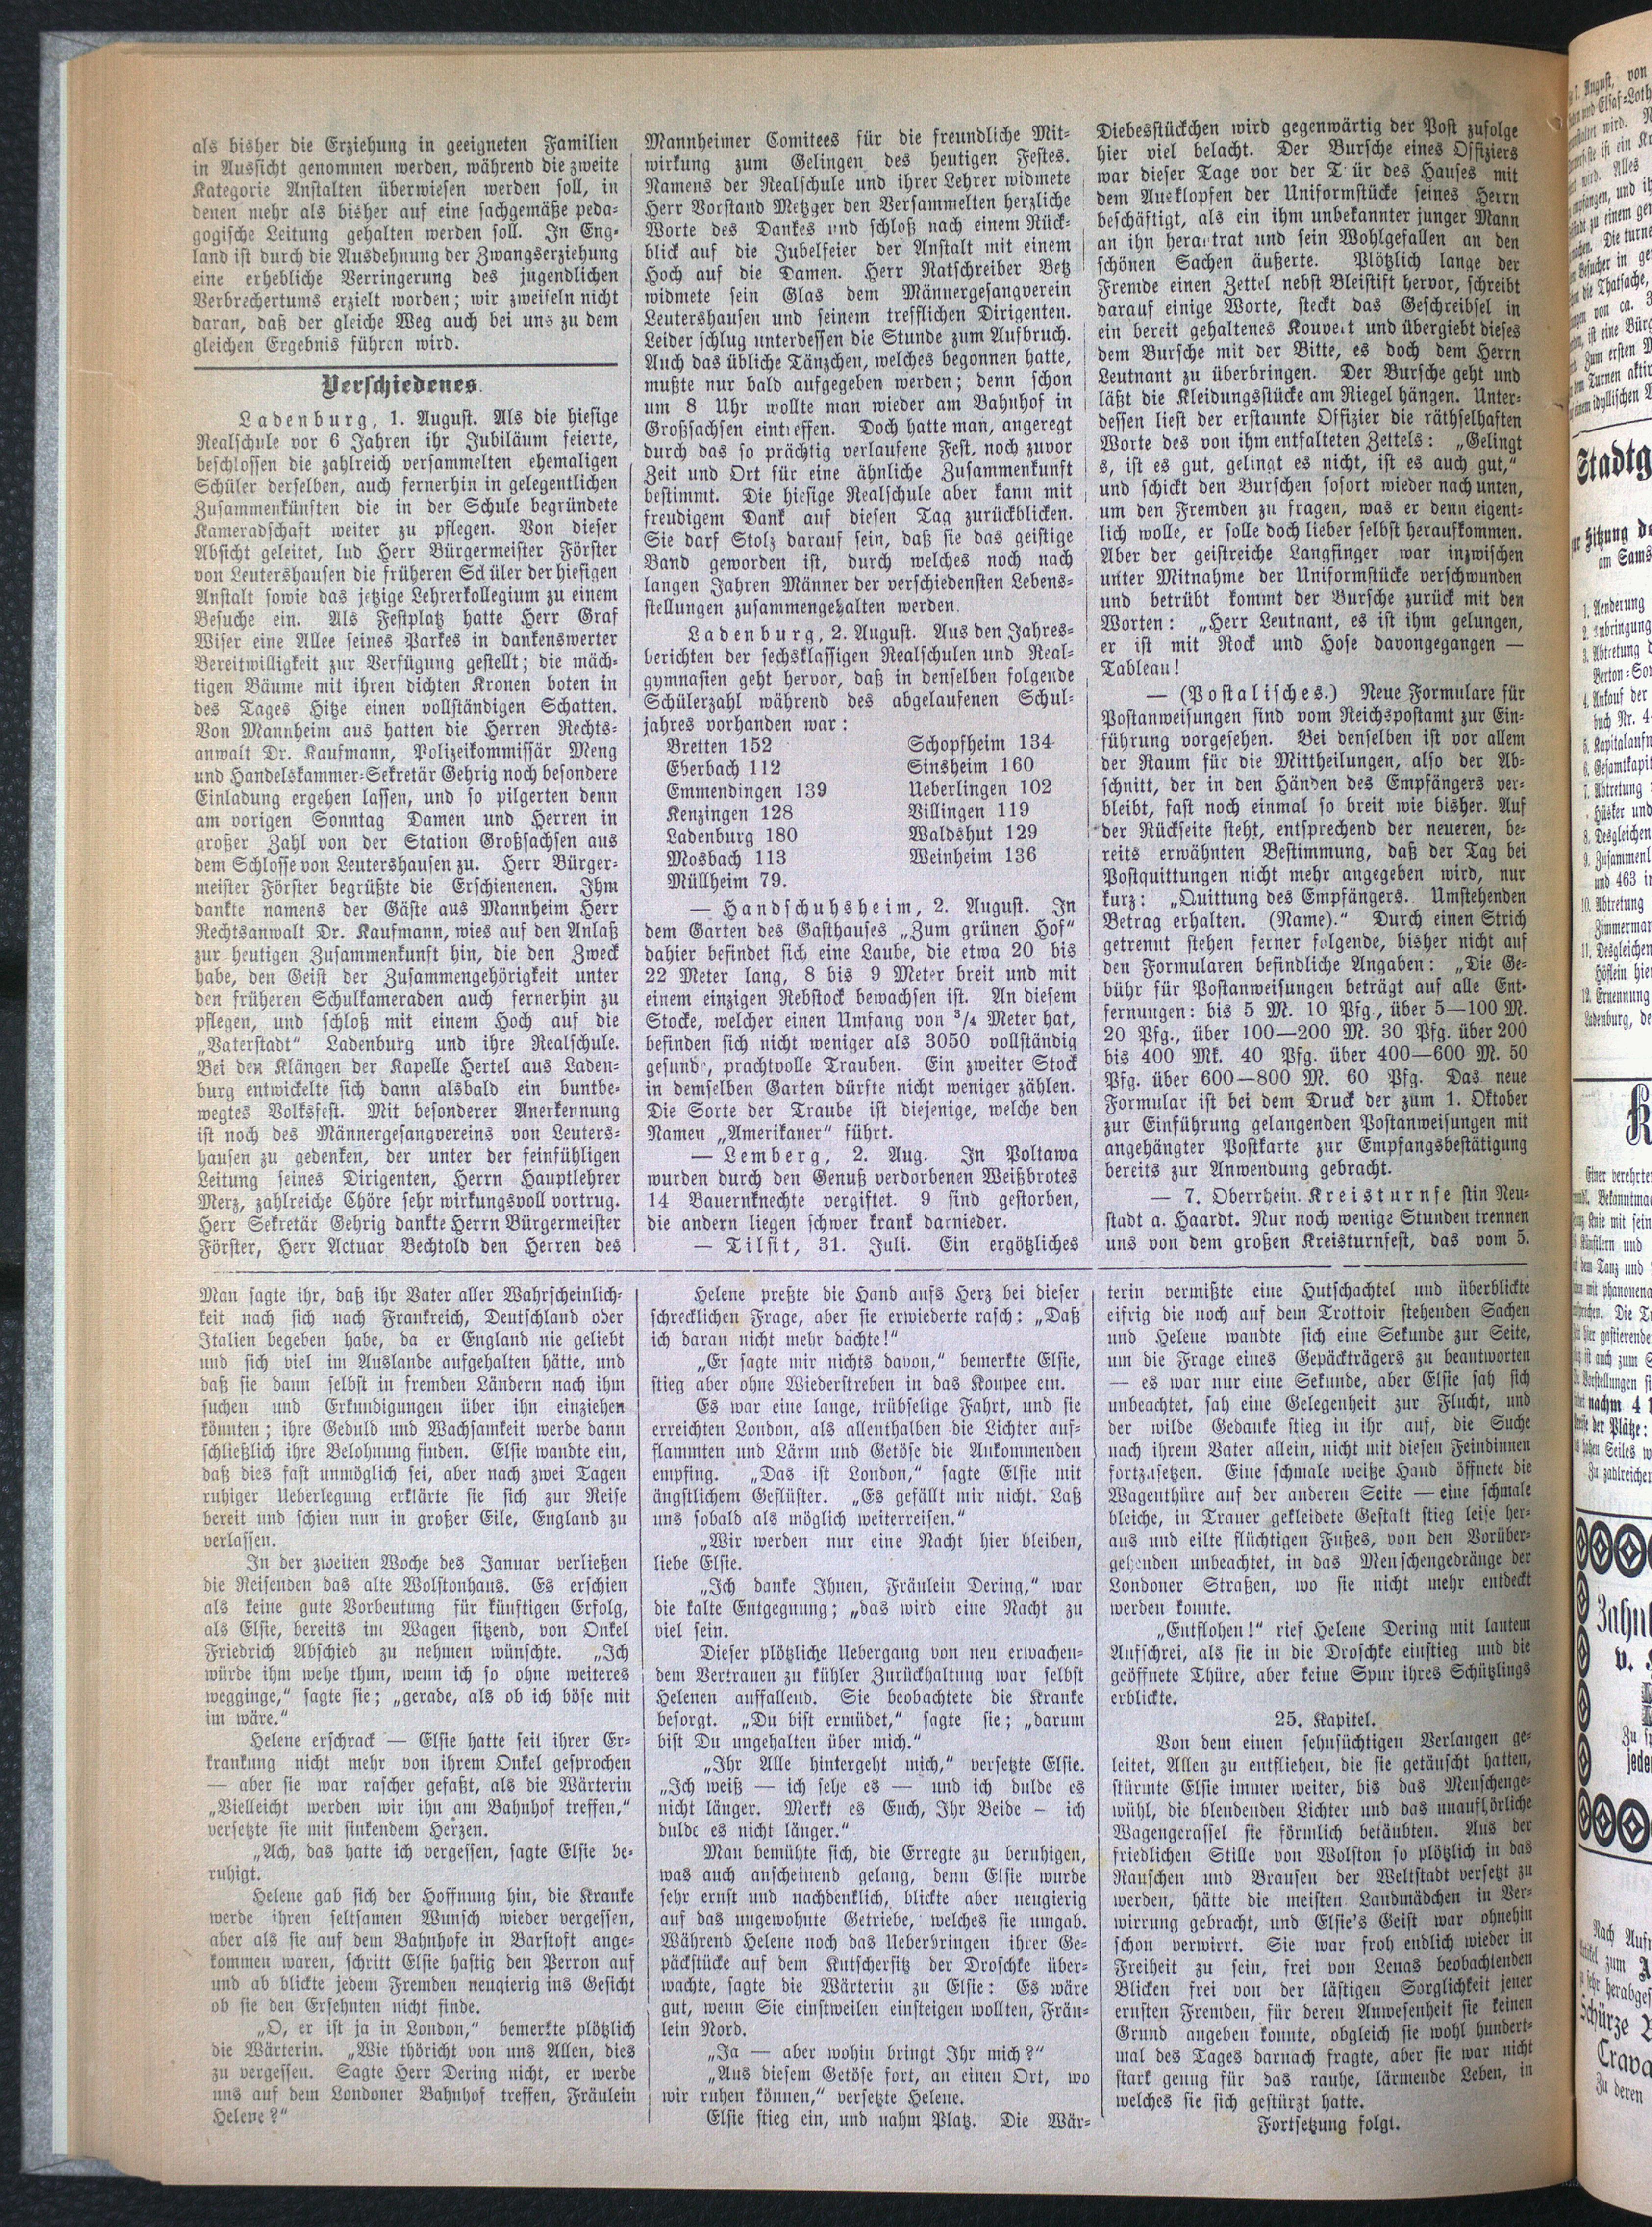 als bisher die Erziehung in geeigneten Familien
in Aussicht genommen werden, während die zweite
Kategorie Anstalten überwiesen werden soll, in
denen mehr als bisher auf eine sachgemäße peda-
gogische Leitung gehalten werden soll. In Eng-
land ist durch die Ausdehnung der Zwangserziehung
eine erhebliche Verringerung des jugendlichen
Verbrechertums erzielt worden; wir zweifeln nicht
daran, daß der gleiche Weg auch bei uns zu dem
gleichen Ergebnis führen wird.
Verschiedenes.
Ladenburg, 1. August. Als die hiesige
Realschule vor 6 Jahren ihr Jubiläum feierte,
beschlossen die zahlreich versammelten ehemaligen
Schüler derselben, auch fernerhin in gelegentlichen
Zusammenkünften die in der Schule begründete
Kameradschaft weiter zu pflegen. Von dieser
Absicht geleitet, lud Herr Bürgermeister Förster
von Leutershausen die früheren Schüler der hiesigen
Anstalt sowie das jetzige Lehrerkollegium zu einem
Besuche ein. Als Festplatz hatte Herr Graf
Wiser eine Allee seines Parkes in dankenswerter
Bereitwilligkeit zur Verfügung gestellt; die mäch-
tigen Bäume mit ihren dichten Kronen boten in
des Tages Hitze einen vollständigen Schatten.
Von Mannheim aus hatten die Herren Rechts-
anwalt Dr. Kaufmann, Polizeikommissär Meng
und Handelskammer-Sekretär Gehrig noch besondere
Einladung ergehen lassen, und so pilgerten denn
am vorigen Sonntag Damen und Herren in
großer Zahl von der Station Großsachsen aus
dem Schlosse von Leutershausen zu. Herr Bürger-
meister Förster begrüßte die Erschienenen. Ihm
dankte namens der Gäste aus Mannheim Herr
Rechtsanwalt Dr. Kaufmann, wies auf den Anlaß
zur heutigen Zusammenkunft hin, die den Zweck
habe, den Geist der Zusammengehörigkeit unter
den früheren Schulkameraden auch fernerhin zu
pflegen, und schloß mit einem Hoch auf die
„Vaterstadt“ Ladenburg und ihre Realschule.
Bei den Klängen der Kapelle Hertel aus Laden-
burg entwickelte sich dann alsbald ein buntbe-
wegtes Volksfest. Mit besonderer Anerkennung
ist noch des Männergesangvereins von Leuters-
hausen zu gedenken, der unter der feinfühligen
Leitung seines Dirigenten, Herrn Hauptlehrer
Merz, zahlreiche Chöre sehr wirkungsvoll vortrug.
Herr Sekretär Gehrig dankte Herrn Bürgermeister
Förster, Herr Actuar Bechtold den Herren des
Mannheimer Comitees für die freundliche Mit-
wirkung zum Gelingen des heutigen Festes.
Namens der Realschule und ihrer Lehrer widmete
Herr Vorstand Metzger den Versammelten herzliche
Worte des Dankes und schloß nach einem Rück-
blick auf die Jubelfeier der Anstalt mit einem
Hoch auf die Damen. Herr Ratschreiber Betz
widmete sein Glas dem Männergesangverein
Leutershausen und seinem trefflichen Dirigenten.
Leider schlug unterdessen die Stunde zum Aufbruch.
Auch das übliche Tänzchen, welches begonnen hatte,
mußte nur bald aufgegeben werden; denn schon
um 8 Uhr wollte man wieder am Bahnhof in
Großsachsen eintreffen. Doch hatte man, angeregt
durch das so prächtig verlaufene Fest, noch zuvor
Zeit und Ort für eine ähnliche Zusammenkunft
bestimmt. Die hiesige Realschule aber kann mit
freudigem Dank auf diesen Tag zurückblicken.
Sie darf Stolz darauf sein, daß sie das geistige
Band geworden ist, durch welches noch nach
langen Jahren Männer der verschiedensten Lebens-
stellungen zusammengehalten werden.
Ladenburg, 2. August. Aus den Jahres-
berichten der sechsklassigen Realschulen und Real-
gymnasien geht hervor, daß in denselben folgende
Schülerzahl während des abgelaufenen Schul-
jahres vorhanden war:
Bretten 152 Schopfheim 134
Eberbach 112 Sinsheim 160
Emmendingen 139 Ueberlingen 102
Kenzingen 128 Villingen 119
Ladenburg 180 Waldshut 129
Mosbach 113 Weinheim 136
Müllheim 79.
— Handschuhsheim, 2. August. In
dem Garten des Gasthauses „Zum grünen Hof“
dahier befindet sich eine Laube, die etwa 20 bis
22 Meter lang, 8 bis 9 Meter breit und mit
einem einzigen Rebstock bewachsen ist. An diesem
Stocke, welcher einen Umfang von 3/4 Meter hat,
befinden sich nicht weniger als 3050 vollständig
gesunde, prachtvolle Trauben. Ein zweiter Stock
in demselben Garten dürfte nicht weniger zählen.
Die Sorte der Traube ist diejenige, welche den
Namen „Amerikaner“ führt.
— Lemberg, 2. Aug. In Poltawa
wurden durch den Genuß verdorbenen Weißbrotes
14 Bauernknechte vergiftet. 9 sind gestorben,
die andern liegen schwer krank darnieder.
— Tilsit, 31. Juli. Ein ergötzliches
Diebesstückchen wird gegenwärtig der Post zufolge
hier viel belacht. Der Bursche eines Offiziers
war dieser Tage vor der Tür des Hauses mit
dem Ausklopfen der Uniformstücke seines Herrn
beschäftigt, als ein ihm unbekannter junger Mann
an ihn herantrat und sein Wohlgefallen an den
schönen Sachen äußerte. Plötzlich lange der
Fremde einen Zettel nebst Bleistift hervor, schreibt
darauf einige Worte, steckt das Geschreibsel in
ein bereit gehaltenes Kouvert und übergiebt dieses
dem Bursche mit der Bitte, es doch dem Herrn
Leutnant zu überbringen. Der Bursche geht und
läßt die Kleidungsstücke am Riegel hängen. Unter-
dessen liest der erstaunte Offizier die räthselhaften
Worte des von ihm entfalteten Zettels: „Gelingt
s, ist es gut, gelingt es nicht, ist es auch gut,“
und schickt den Burschen sofort wieder nach unten,
um den Fremden zu fragen, was er denn eigent-
lich wolle, er solle doch lieber selbst heraufkommen.
Aber der geistreiche Langfinger war inzwischen
unter Mitnahme der Uniformstücke verschwunden
und betrübt kommt der Bursche zurück mit den
Worten: „Herr Leutnant, es ist ihm gelungen,
er ist mit Rock und Hose davongegangen —
Tableau!
— (Postalisches.) Neue Formulare für
Postanweisungen sind vom Reichspostamt zur Ein-
führung vorgesehen. Bei denselben ist vor allem
der Raum für die Mittheilungen, also der Ab-
schnitt, der in den Händen des Empfängers ver-
bleibt, fast noch einmal so breit wie bisher. Auf
der Rückseite steht, entsprechend der neueren, be-
reits erwähnten Bestimmung, daß der Tag bei
Postquittungen nicht mehr angegeben wird, nur
kurz: „Quittung des Empfängers. Umstehenden
Betrag erhalten. (Name).“ Durch einen Strich
getrennt stehen ferner folgende, bisher nicht auf
den Formularen befindliche Angaben: „Die Ge-
bühr für Postanweisungen beträgt auf alle Ent-
fernungen: bis 5 M. 10 Pfg., über 5—100 M.
20 Pfg., über 100—200 M. 30 Pfg. über 200
bis 400 Mk. 40 Pfg. über 400—600 M. 50
Pfg. über 600—800 M. 60 Pfg. Das neue
Formular ist bei dem Druck der zum 1. Oktober
zur Einführung gelangenden Postanweisungen mit
angehängter Postkarte zur Empfangsbestätigung
bereits zur Anwendung gebracht.
— 7. Oberrhein. Kreisturnfe stin Neu-
stadt a. Haardt. Nur noch wenige Stunden trennen
uns von dem großen Kreisturnfest, das vom 5.
Man sagte ihr, daß ihr Vater aller Wahrscheinlich-
keit nach sich nach Frankreich, Deutschland oder
Italien begeben habe, da er England nie geliebt
und sich viel im Auslande aufgehalten hätte, und
daß sie dann selbst in fremden Ländern nach ihm
suchen und Erkundigungen über ihn einziehen
könnten; ihre Geduld und Wachsamkeit werde dann
schließlich ihre Belohnung finden. Elsie wandte ein,
daß dies fast unmöglich sei, aber nach zwei Tagen
ruhiger Ueberlegung erklärte sie sich zur Reise
bereit und schien nun in großer Eile, England zu
verlassen.
In der zweiten Woche des Januar verließen
die Reisenden das alte Wolstonhaus. Es erschien
als keine gute Vorbeutung für künftigen Erfolg,
als Elsie, bereits im Wagen sitzend, von Onkel
Friedrich Abschied zu nehmen wünschte. „Ich
würde ihm wehe thun, wenn ich so ohne weiteres
wegginge,“ sagte sie; „gerade, als ob ich böse mit
im wäre.“
Helene erschrack — Elsie hatte seit ihrer Er-
krankung nicht mehr von ihrem Onkel gesprochen
— aber sie war rascher gefaßt, als die Wärterin
„Vielleicht werden wir ihn am Bahnhof treffen,“
versetzte sie mit sinkendem Herzen.
„Ach, das hatte ich vergessen, sagte Elsie be-
ruhigt.
Helene gab sich der Hoffnung hin, die Kranke
werde ihren seltsamen Wunsch wieder vergessen,
aber als sie auf dem Bahnhofe in Barstoft ange-
kommen waren, schritt Elsie hastig den Perron auf
und ab blickte jedem Fremden neugierig ins Gesicht
ob sie den Ersehnten nicht finde.
„O, er ist ja in London,“ bemerkte plötzlich
die Wärterin. „Wie thöricht von uns Allen, dies
zu vergessen. Sagte Herr Dering nicht, er werde
uns auf dem Londoner Bahnhof treffen, Fräulein
Helene?“
Helene preßte die Hand aufs Herz bei dieser
schrecklichen Frage, aber sie erwiederte rasch: „Daß
ich daran nicht mehr dachte!“
„Er sagte mir nichts davon,“ bemerkte Elsie,
stieg aber ohne Wiederstreben in das Koupee ein.
Es war eine lange, trübselige Fahrt, und sie
erreichten London, als allenthalben die Lichter auf-
flammten und Lärm und Getöse die Ankommenden
empfing. „Das ist London,“ sagte Elsie mit
ängstlichem Geflüster. „Es gefällt mir nicht. Laß
uns sobald als möglich weiterreisen.“
„Wir werden nur eine Nacht hier bleiben,
liebe Elsie.
„Ich danke Ihnen, Fräulein Dering,“ war
die kalte Entgegnung; „das wird eine Nacht zu
viel sein.
Dieser plötzliche Uebergang von neu erwachen-
dem Vertrauen zu kühler Zurückhaltung war selbst
Helenen auffallend. Sie beobachtete die Kranke
besorgt. „Du bist ermüdet,“ sagte sie; „darum
bist Du ungehalten über mich.“
„Ihr Alle hintergeht mich,“ versetzte Elsie.
„Ich weiß — ich sehe es — und ich dulde es
nicht länger. Merkt es Euch, Ihr Beide – ich
dulde es nicht länger.“
Man bemühte sich, die Erregte zu beruhigen,
was auch anscheinend gelang, denn Elsie wurde
sehr ernst und nachdenklich, blickte aber neugierig
auf das ungewohnte Getriebe, welches sie umgab.
Während Helene noch das Ueberbringen ihrer Ge-
päckstücke auf dem Kutschersitz der Droschke über-
wachte, sagte die Wärterin zu Elsie: Es wäre
gut, wenn Sie einstweilen einsteigen wollten, Fräu-
lein Nord.
„Ja — aber wohin bringt Ihr mich?“
„Aus diesem Getöse fort, an einen Ort, wo
wir ruhen können,“ versetzte Helene.
Elsie stieg ein, und nahm Platz. Die Wär-
terin vermißte eine Hutschachtel und überblickte
eifrig die noch auf dem Trottoir stehenden Sachen
und Helene wandte sich eine Sekunde zur Seite,
um die Frage eines Gepäckträgers zu beantworten
— es war nur eine Sekunde, aber Elsie sah sich
unbeachtet, sah eine Gelegenheit zur Flucht, und
der wilde Gedanke stieg in ihr auf, die Suche
nach ihrem Vater allein, nicht mit diesen Feindinnen
fortzusetzen. Eine schmale weiße Hand öffnete die
Wagenthüre auf der anderen Seite — eine schmale
bleiche, in Trauer gekleidete Gestalt stieg leise her-
aus und eilte flüchtigen Fußes, von den Vorüber-
gehenden unbeachtet, in das Menschengedränge der
Londoner Straßen, wo sie nicht mehr entdeckt
werden konnte.
„Entflohen!“ rief Helene Dering mit lautem
Aufschrei, als sie in die Droschke einstieg und die
geöffnete Thüre, aber keine Spur ihres Schützlings
erblickte.
25. Kapitel.
Von dem einen sehnsüchtigen Verlangen ge-
leitet, Allen zu entfliehen, die sie getäuscht hatten,
stürmte Elsie immer weiter, bis das Menschenge-
wühl, die blendenden Lichter und das unaufhörliche
Wagengerassel sie förmlich betäubten. Aus der
friedlichen Stille von Wolston so plötzlich in das
Rauschen und Brausen der Weltstadt versetzt zu
werden, hätte die meisten Landmädchen in Ver-
wirrung gebracht, und Elsie's Geist war ohnehin
schon verwirrt. Sie war froh endlich wieder in
Freiheit zu sein, frei von Lenas beobachtenden
Blicken frei von der lästigen Sorglichkeit jener
ernsten Fremden, für deren Anwesenheit sie keinen
Grund angeben konnte, obgleich sie wohl hundert-
mal des Tages darnach fragte, aber sie war nicht
stark genug für das rauhe, lärmende Leben, in
welches sie sich gestürzt hatte.
Fortsetzung folgt.